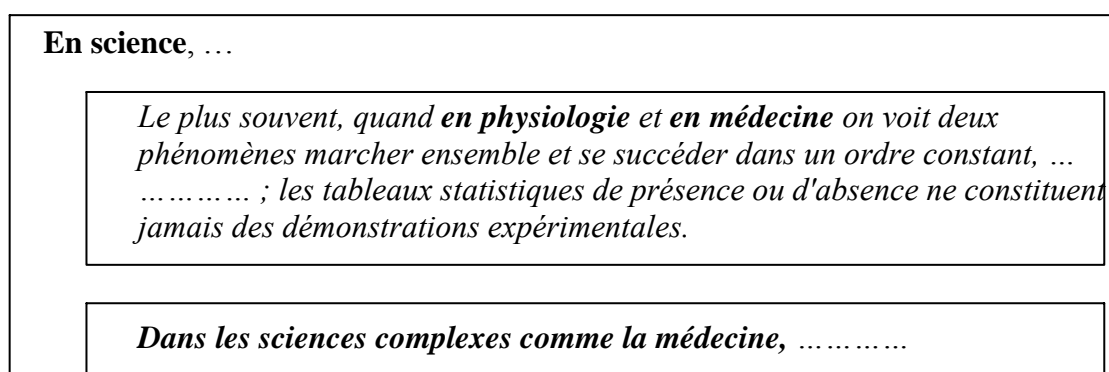 En science, …
Le plus souvent, quand en physiologie et en médecine on voit deux
phénomènes marcher ensemble et se succéder dans un ordre constant, …
………… ; les tableaux statistiques de présence ou d'absence ne constituent
jamais des démonstrations expérimentales.
Dans les sciences complexes comme la médecine, …………